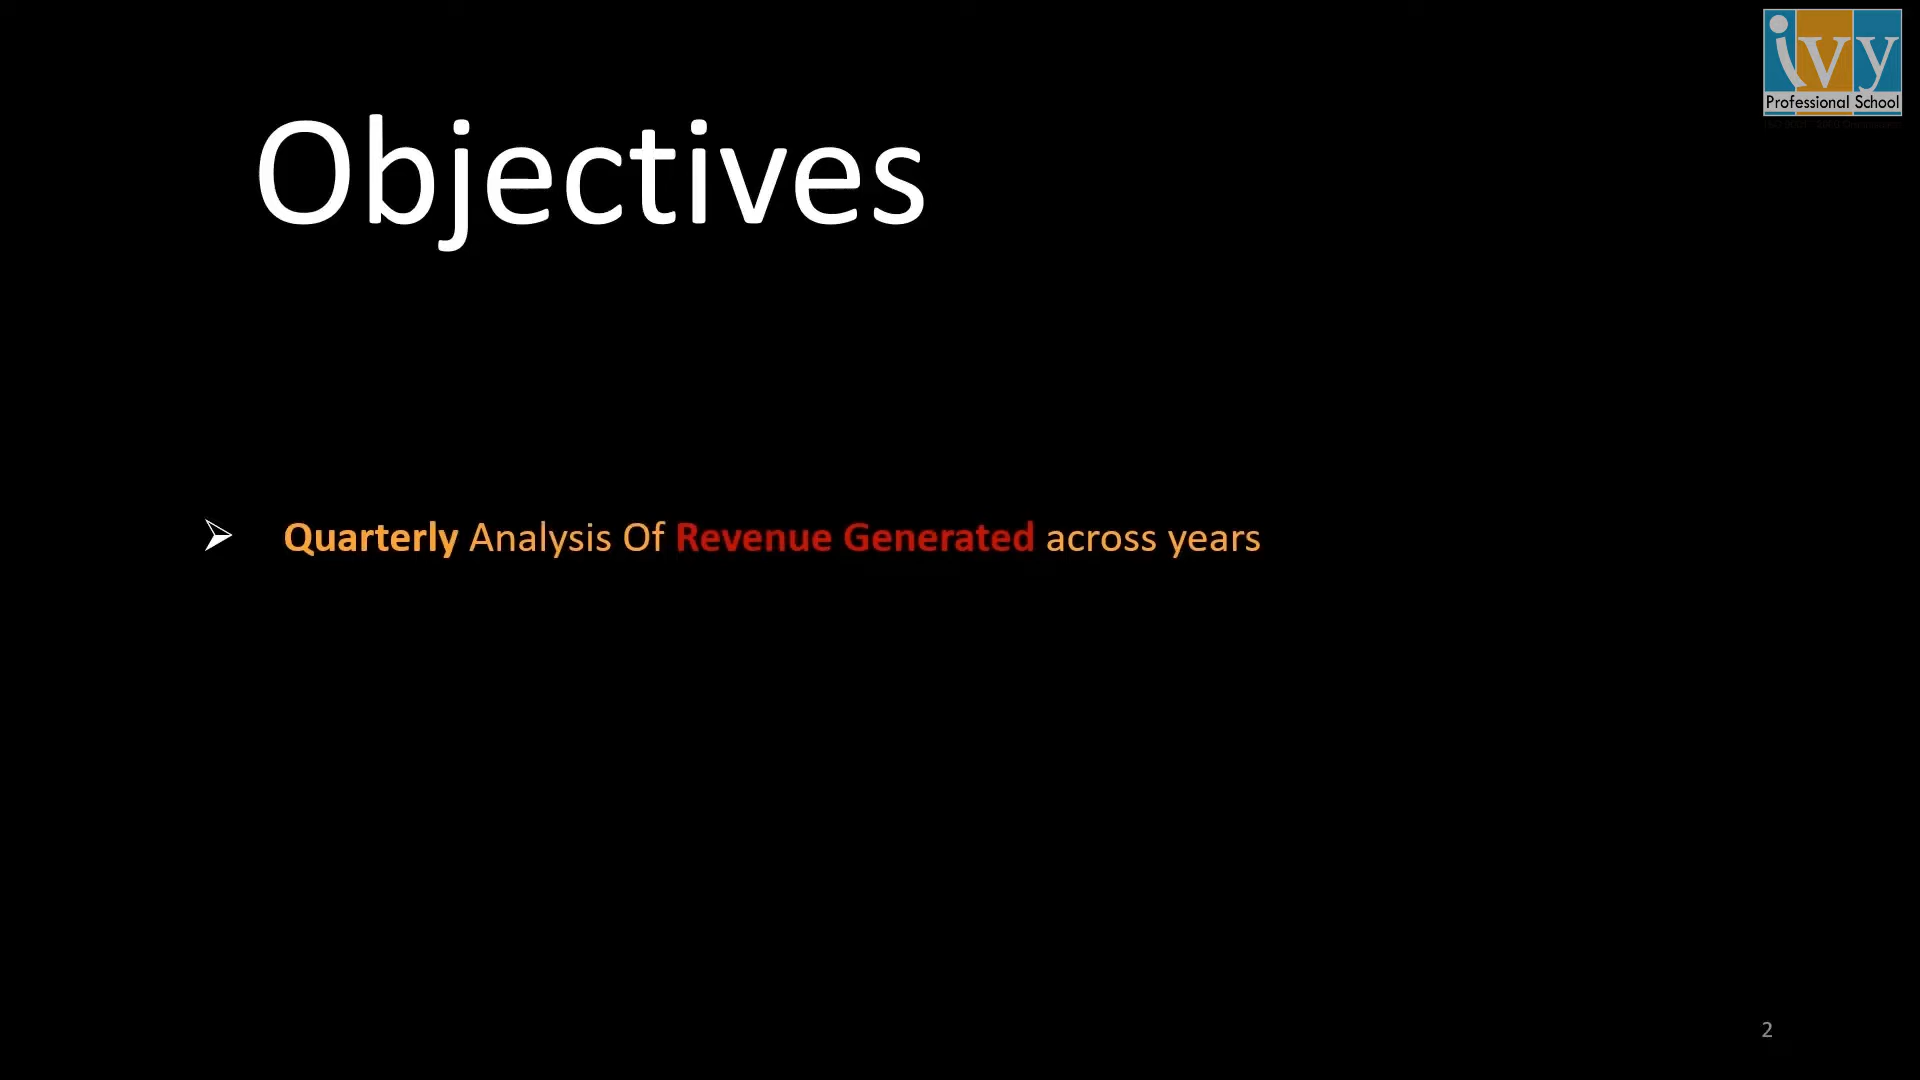 ivy
Professional School
Objectives
Quarterly Analysis Of Revenue Generated across years
2